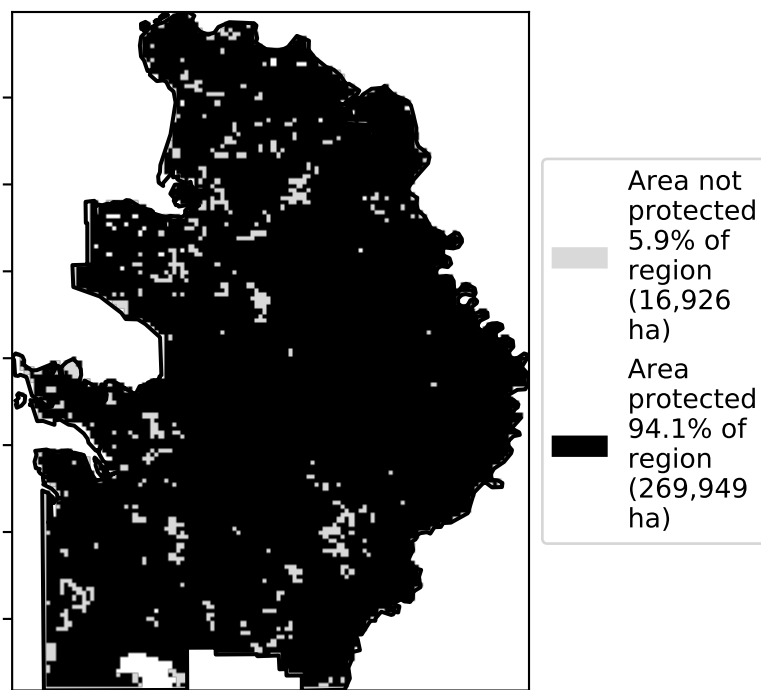 Area not
protected
5.9% of
region
(16,926
ha)
Area
protected
94.1% of
region
(269,949
ha)